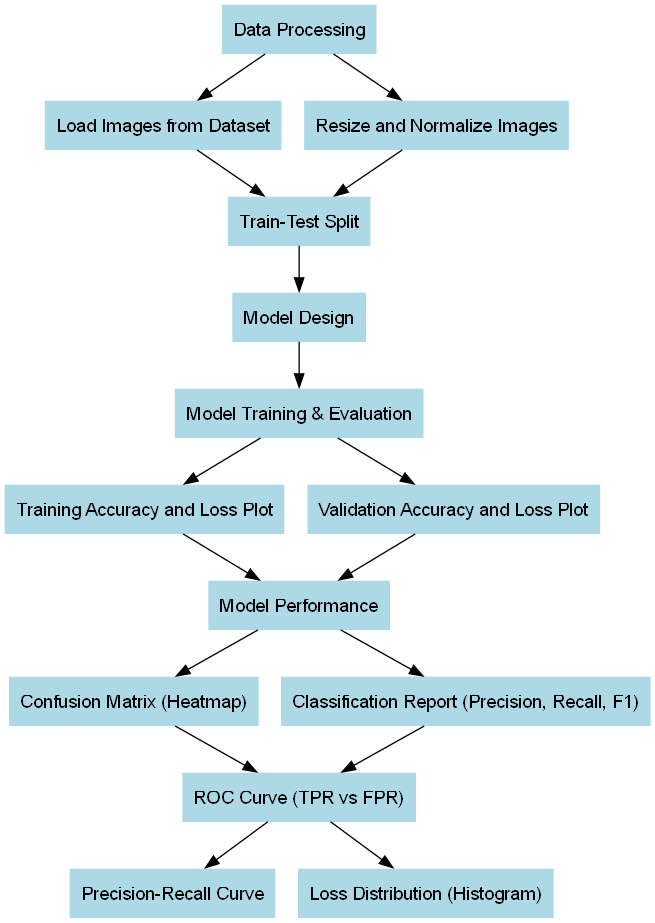 Data Processing
Load Images from Dataset
Resize and Normalize Images
Train-Test Split
Model Design
Model Training & Evaluation
Training Accuracy and Loss Plot
Validation Accuracy and Loss Plot
Model Performance
Confusion Matrix (Heatmap)
Classification Report (Precision, Recall, F1)
ROC Curve (TPR vs FPR)
Precision-Recall Curve
Loss Distribution (Histogram)